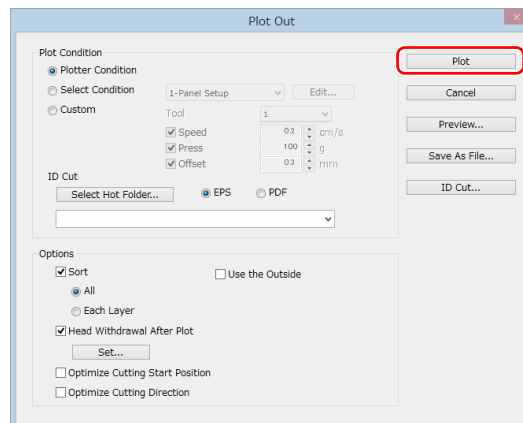 Plot Out
Plot Condition
Plotter Condition
Select Condition
1-Panel Setup
Edit...
Custom
Tool
1
Speed
0.2 cm/s
Press
100 g
Offset
0.3 mm
ID Cut
Select Hot Folder...
EPS
PDF
Options
Sort
Use the Outside
All
Each Layer
Head Withdrawal After Plot
Set...
Optimize Cutting Start Position
Optimize Cutting Direction
Plot
Cancel
Preview...
Save As File...
ID Cut...